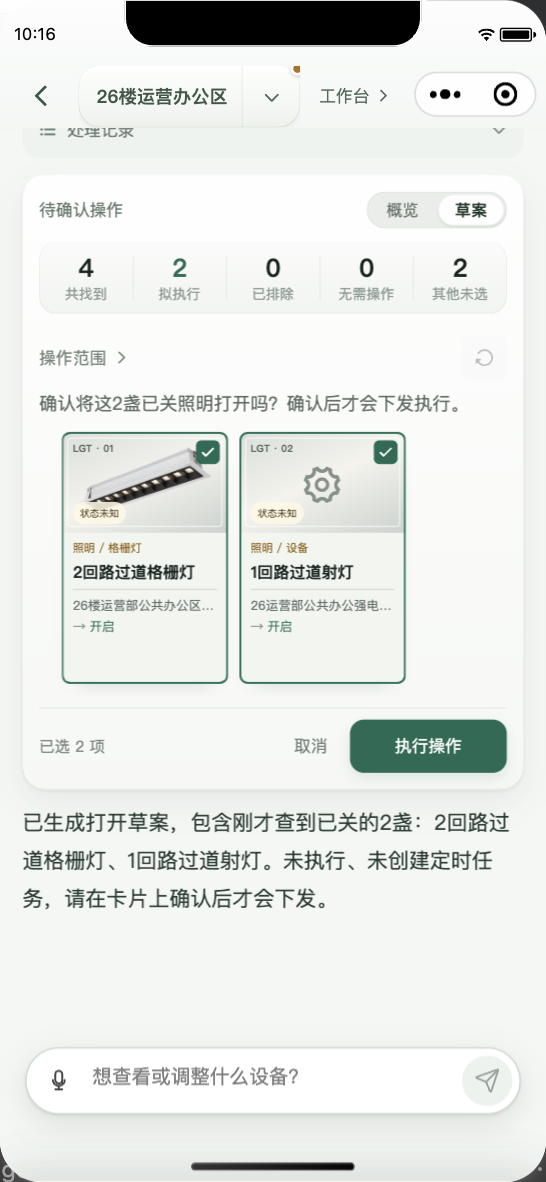 10:16
26楼运营办公区
工作台
处理记录
待确认操作
概览
草案
4
2
0
0
2
共找到
拟执行
已排除
无需操作
其他未选
操作范围
确认将这2盏已关照明打开吗？确认后才会下发执行。
LGT · 01
状态未知
照明 / 格栅灯
2回路过道格栅灯
26楼运营部公共办公区...
→ 开启
LGT · 02
状态未知
照明 / 设备
1回路过道射灯
26运营部公共办公强电...
→ 开启
已选 2 项
取消
执行操作
已生成打开草案，包含刚才查到已关的2盏：2回路过
道格栅灯、1回路过道射灯。未执行、未创建定时任
务，请在卡片上确认后才会下发。
想查看或调整什么设备?